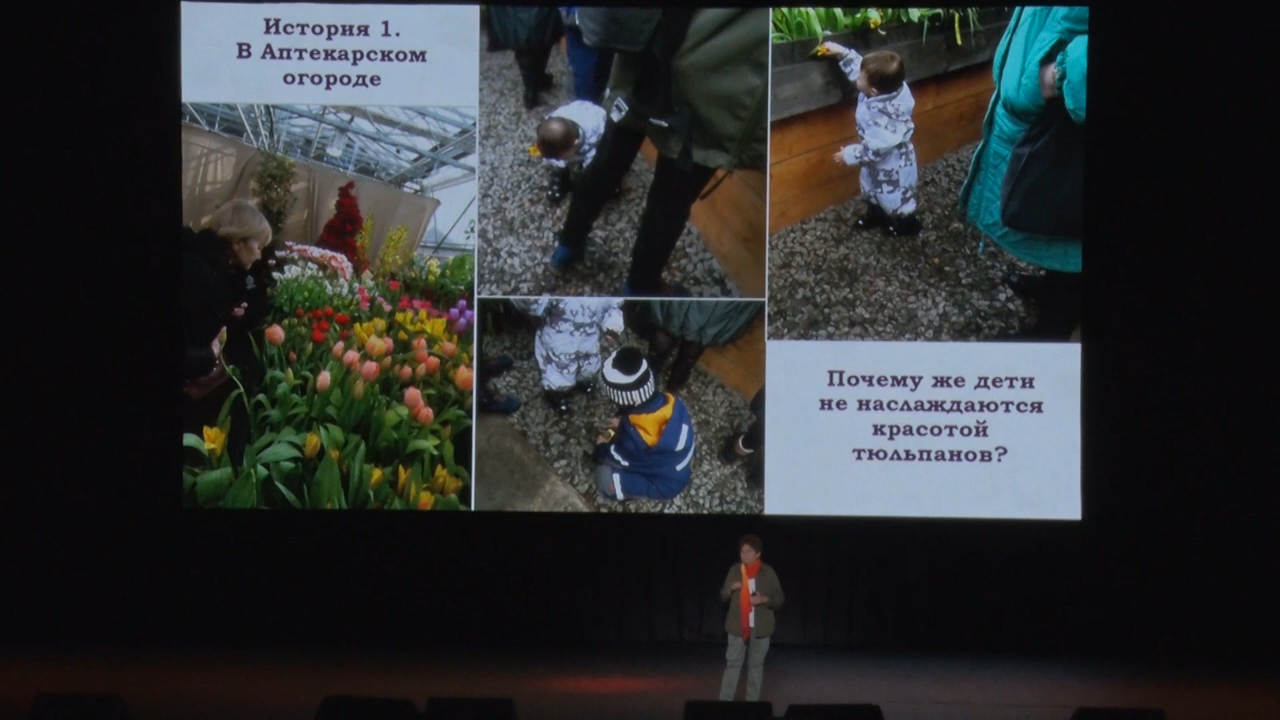 История 1.
В Аптекарском
огороде
Почему же дети
не наслаждаются
красотой
тюльпанов?